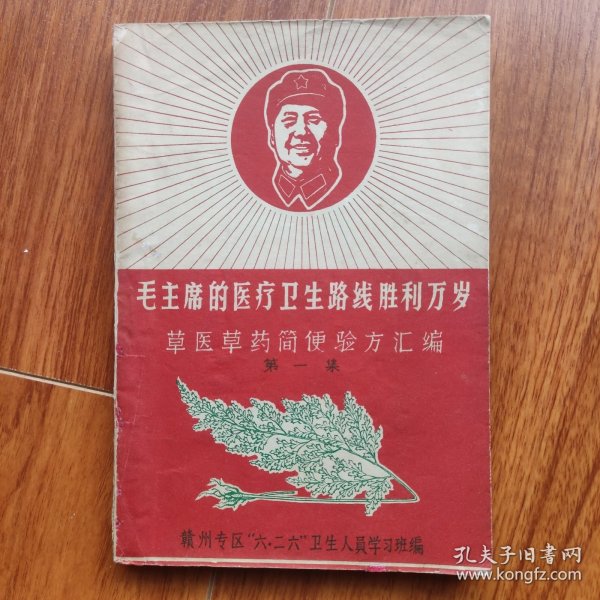 毛主席的医疗卫生路线胜利万岁
草医草药简便验方汇编
第一集
赣州专区“六·二六”卫生人員学习班编
孔夫子旧书网
www.kongfz.com